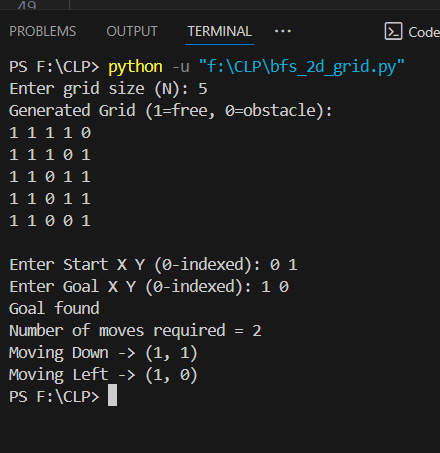 49
PROBLEMS OUTPUT TERMINAL ··· Code
PS F:\CLP> python -u "f:\CLP\bfs_2d_grid.py"
Enter grid size (N): 5
Generated Grid (1=free, 0=obstacle):
1 1 1 1 0
1 1 1 0 1
1 1 0 1 1
1 1 0 1 1
1 1 0 0 1
Enter Start X Y (0-indexed): 0 1
Enter Goal X Y (0-indexed): 1 0
Goal found
Number of moves required = 2
Moving Down -> (1, 1)
Moving Left -> (1, 0)
PS F:\CLP>